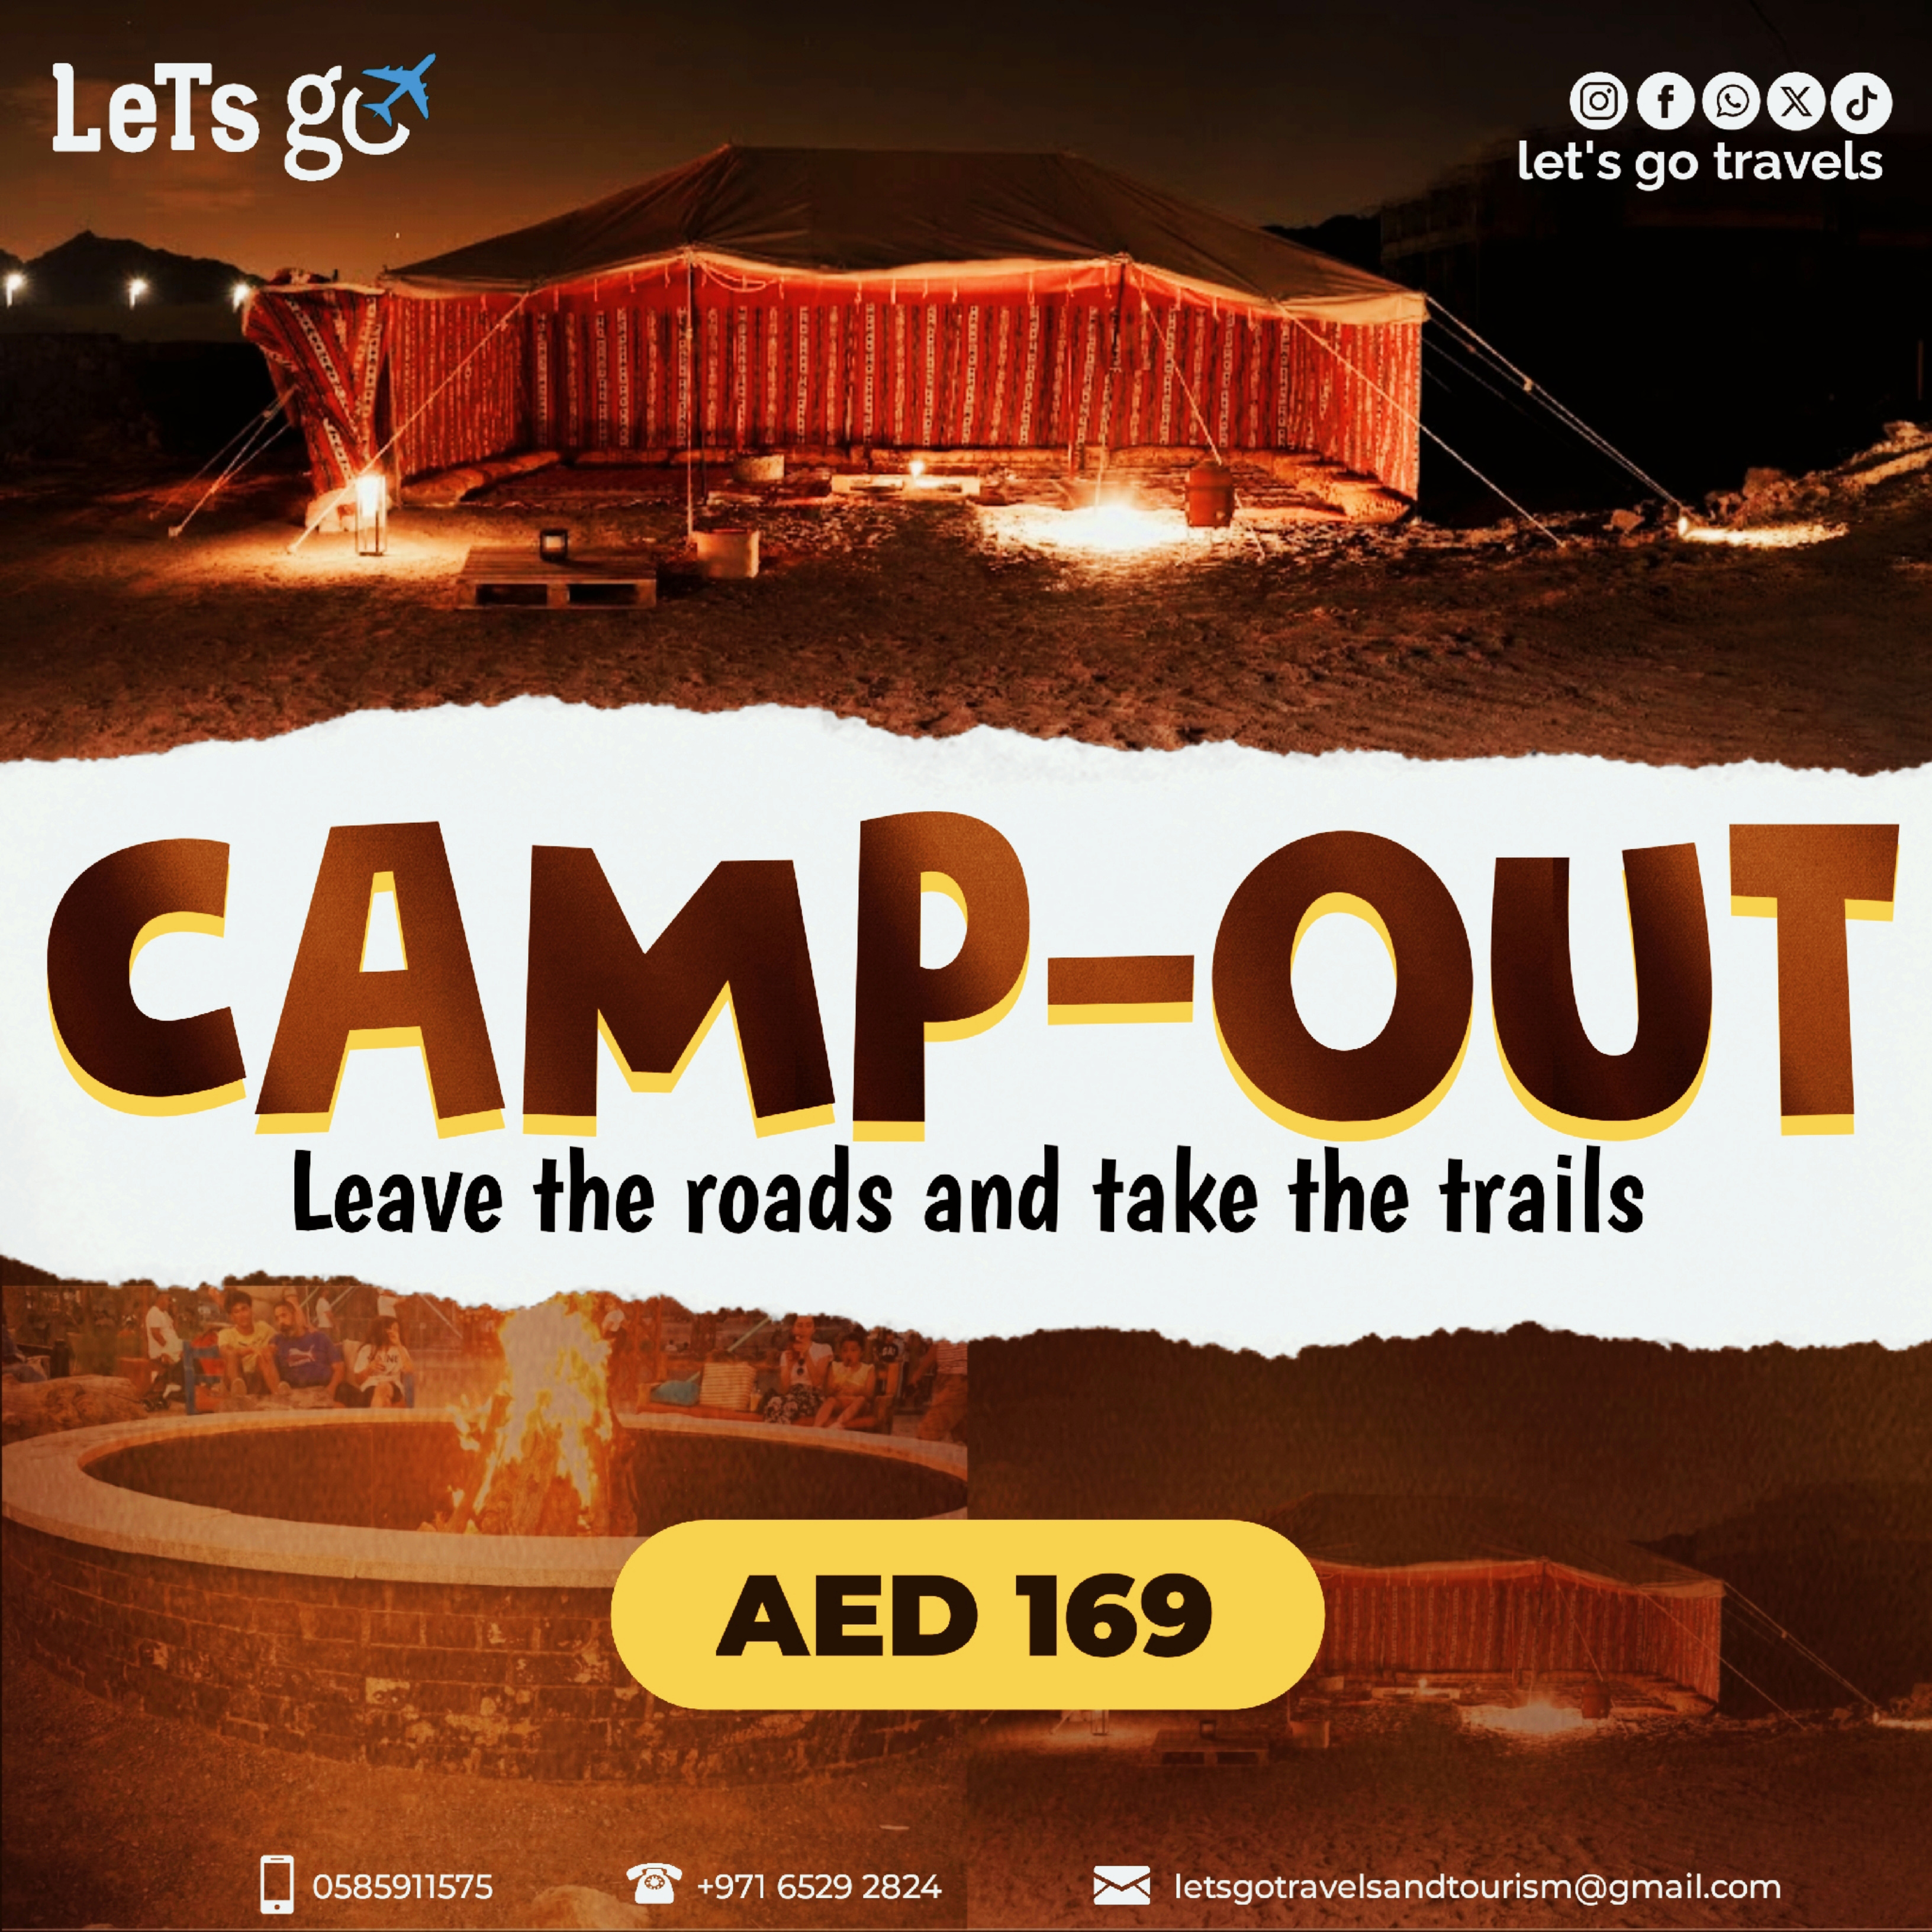 LeTs go
let's go travels
CAMP-OUT
Leave the roads and take the trails
AED 169
0585911575
+971 6529 2824
letsgotravelsandtourism@gmail.com